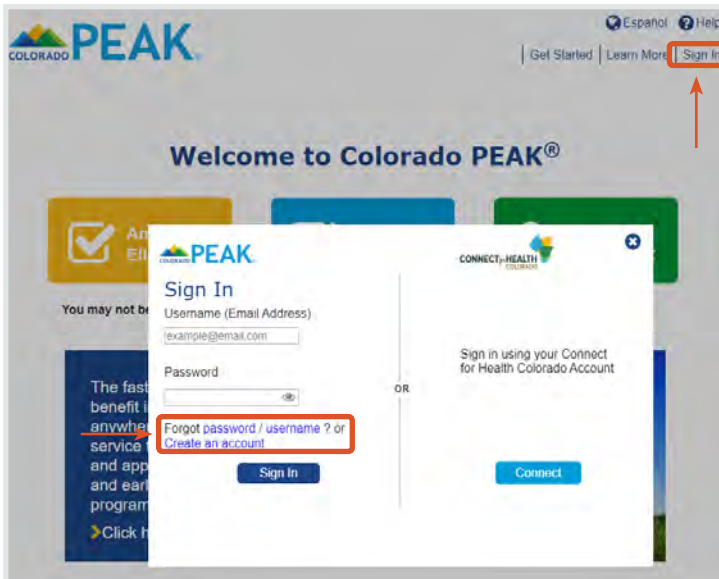 COLORADO PEAK
Español Help
Get Started | Learn More | Sign In
Welcome to Colorado PEAK®
You may not be
The fast
benefit i
anywhe
service
and app
and earl
program
Click h
COLORADO PEAK
Sign In
Username (Email Address)
example@email.com
Password
Forgot password / username ? or
Create an account
Sign In
OR
CONNECT for HEALTH
COLORADO
Sign in using your Connect
for Health Colorado Account
Connect